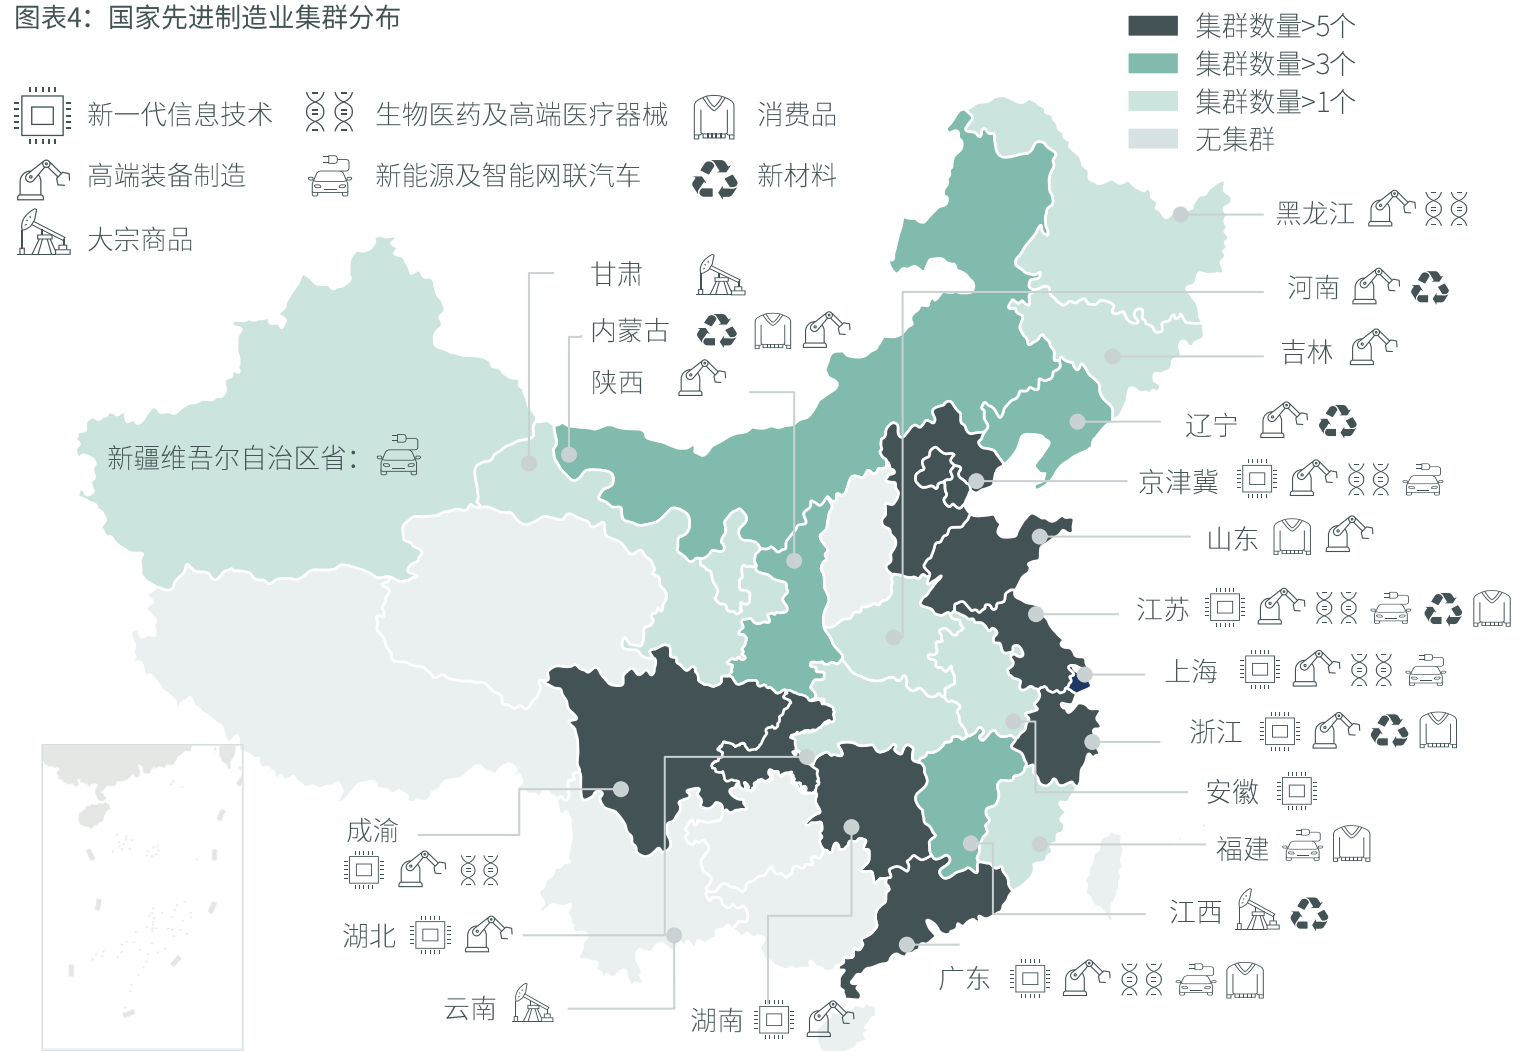 图表4：国家先进制造业集群分布
集群数量>5个
集群数量>3个
集群数量>1个
无集群
新一代信息技术
生物医药及高端医疗器械
消费品
高端装备制造
新能源及智能网联汽车
新材料
大宗商品
黑龙江
甘肃
河南
内蒙古
吉林
陕西
辽宁
新疆维吾尔自治区省：
京津冀
山东
江苏
上海
浙江
安徽
成渝
福建
江西
湖北
广东
云南
湖南